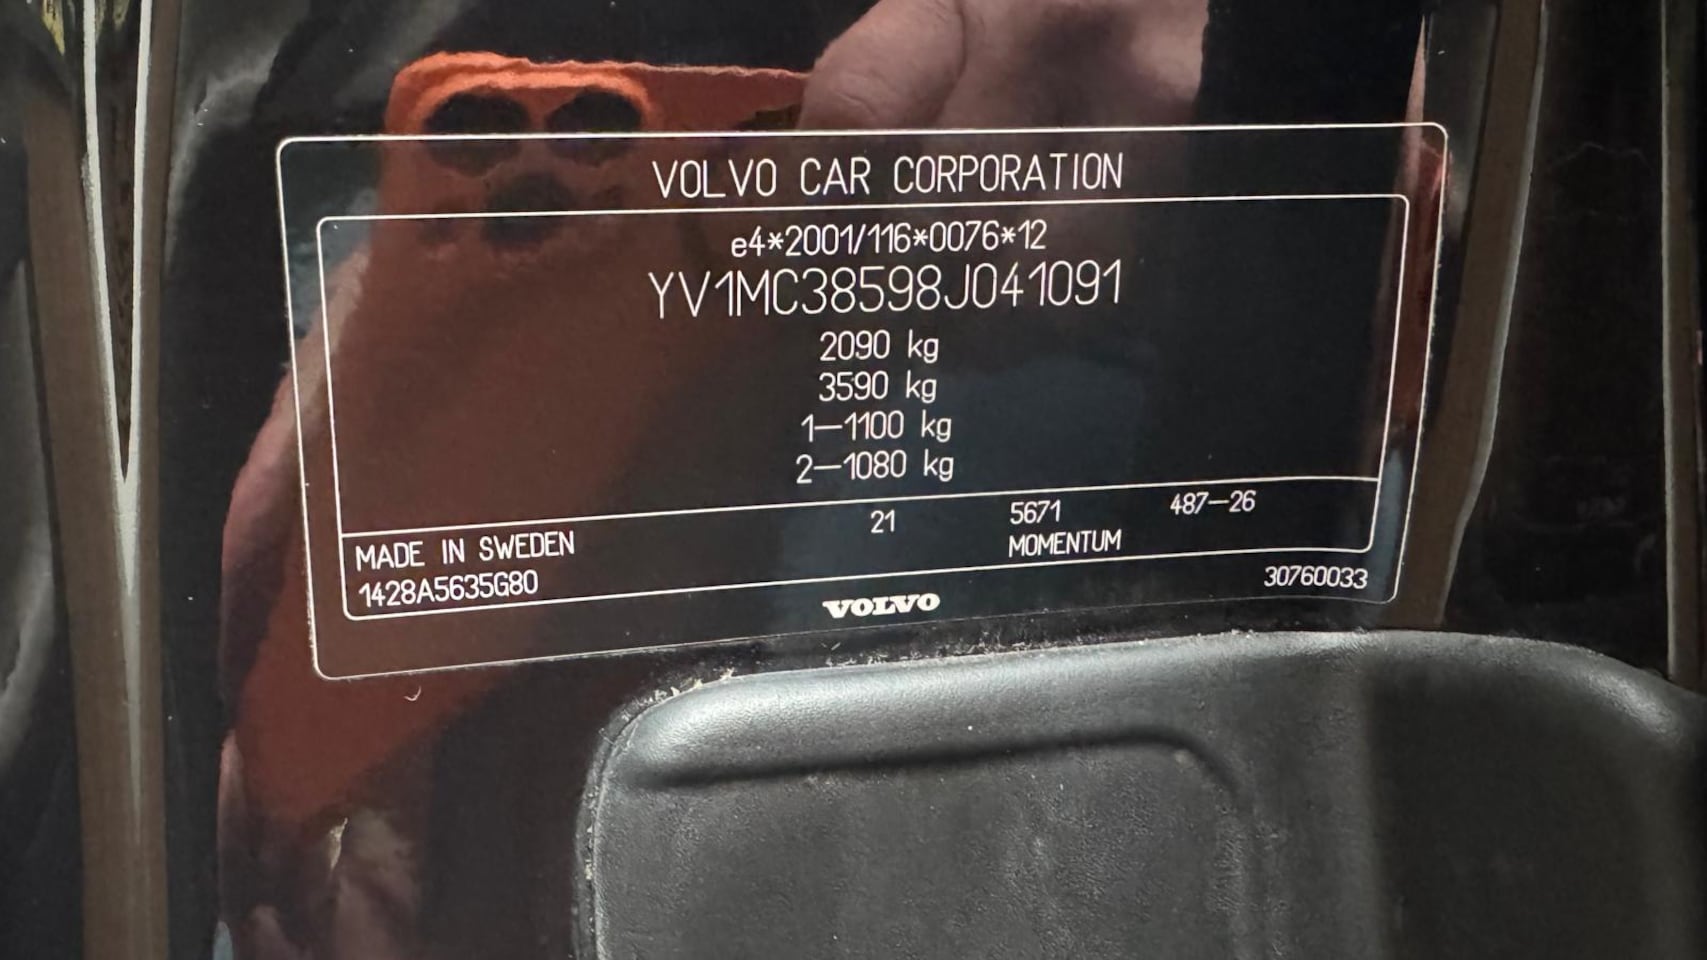 VOLVO CAR CORPORATION
e4*2001/116*0076*12
YV1MC38598J041091
2090 kg
3590 kg
1—1100 kg
2—1080 kg
MADE IN SWEDEN 21 5671 487—26
MOMENTUM
1428A5635G80 30760033
VOLVO